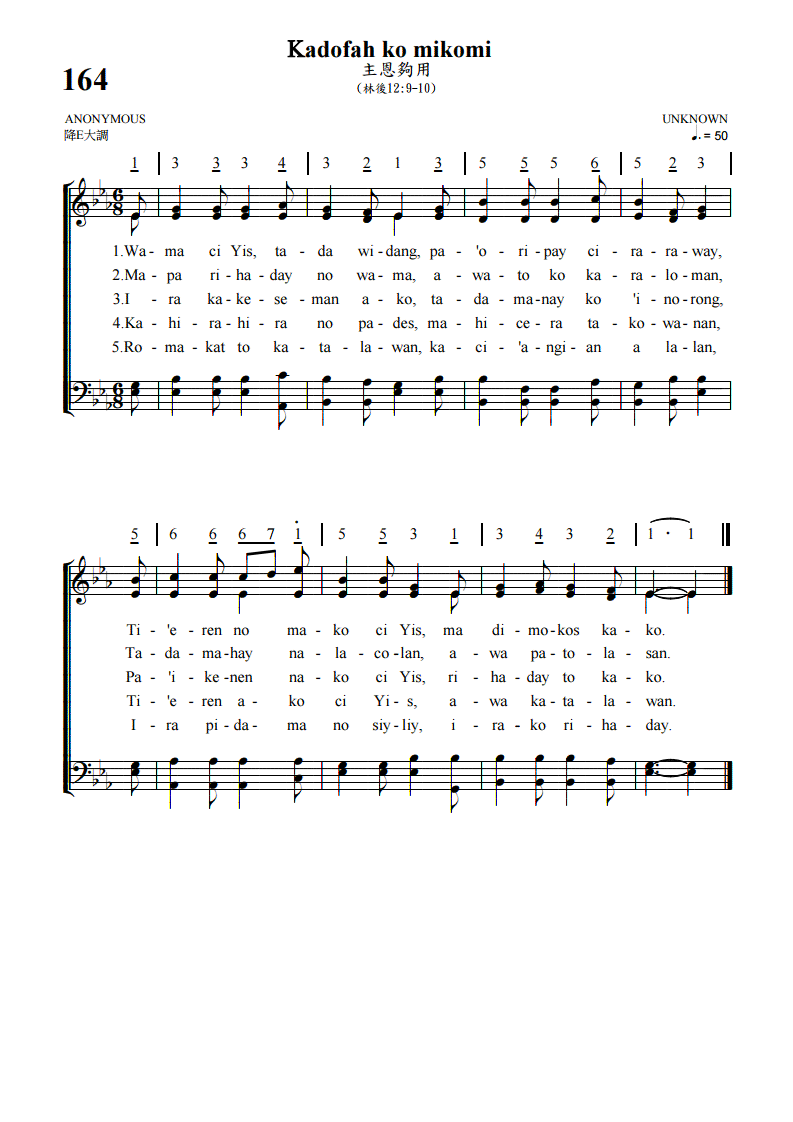 Kadofah ko mikomi
164
主恩夠用
(林後12:9-10)
ANONYMOUS
UNKNOWN
降E大調
♩. = 50
1 | 3 3 3 4 | 3 2 1 3 | 5 5 5 6 | 5 2 3 |
6 8
1.Wa - ma ci Yis, ta - da wi - dang, pa - 'o - ri - pay ci - ra - ra - way,
2.Ma - pa ri - ha - day no wa - ma, a - wa - to ko ka - ra - lo - man,
3.I - ra ka - ke - se - man a - ko, ta - da - ma - nay ko 'i - no - rong,
4.Ka - hi - ra - hi - ra no pa - des, ma - hi - ce - ra ta - ko - wa - nan,
5.Ro - ma - kat to ka - ta - la - wan, ka - ci - 'a - ngi - an a la - lan,
6 8
5 | 6 6 6 7 1 | 5 5 3 1 | 3 4 3 2 | 1 · 1 ||
Ti - 'e - ren no ma - ko ci Yis, ma di - mo - kos ka - ko.
Ta - da - ma - hay na - la - co - lan, a - wa pa - to - la - san.
Pa - 'i - ke - nen na - ko ci Yis, ri - ha - day to ka - ko.
Ti - 'e - ren a - ko ci Yi - s, a - wa ka - ta - la - wan.
I - ra pi - da - ma no siy - liy, i - ra - ko ri - ha - day.